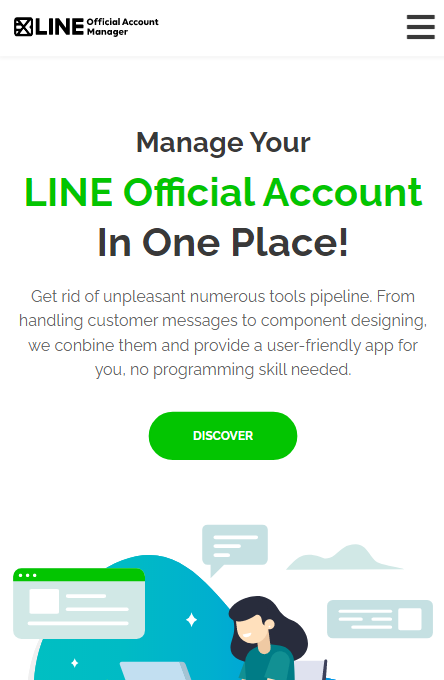 LINE Official Account
Manager
Manage Your
LINE Official Account
In One Place!
Get rid of unpleasant numerous tools pipeline. From
handling customer messages to component designing,
we conbine them and provide a user-friendly app for
you, no programming skill needed.
DISCOVER